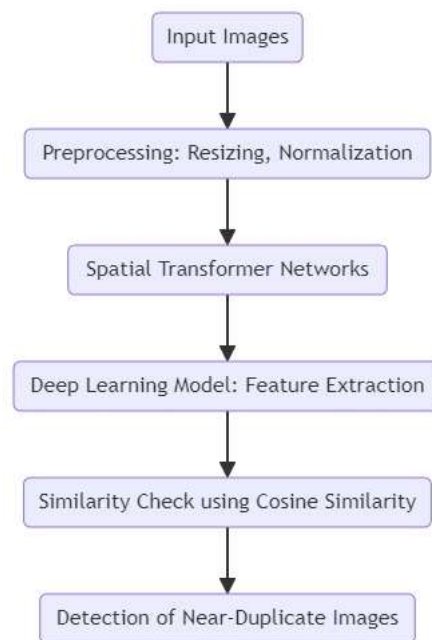 Input Images
Preprocessing: Resizing, Normalization
Spatial Transformer Networks
Deep Learning Model: Feature Extraction
Similarity Check using Cosine Similarity
Detection of Near-Duplicate Images